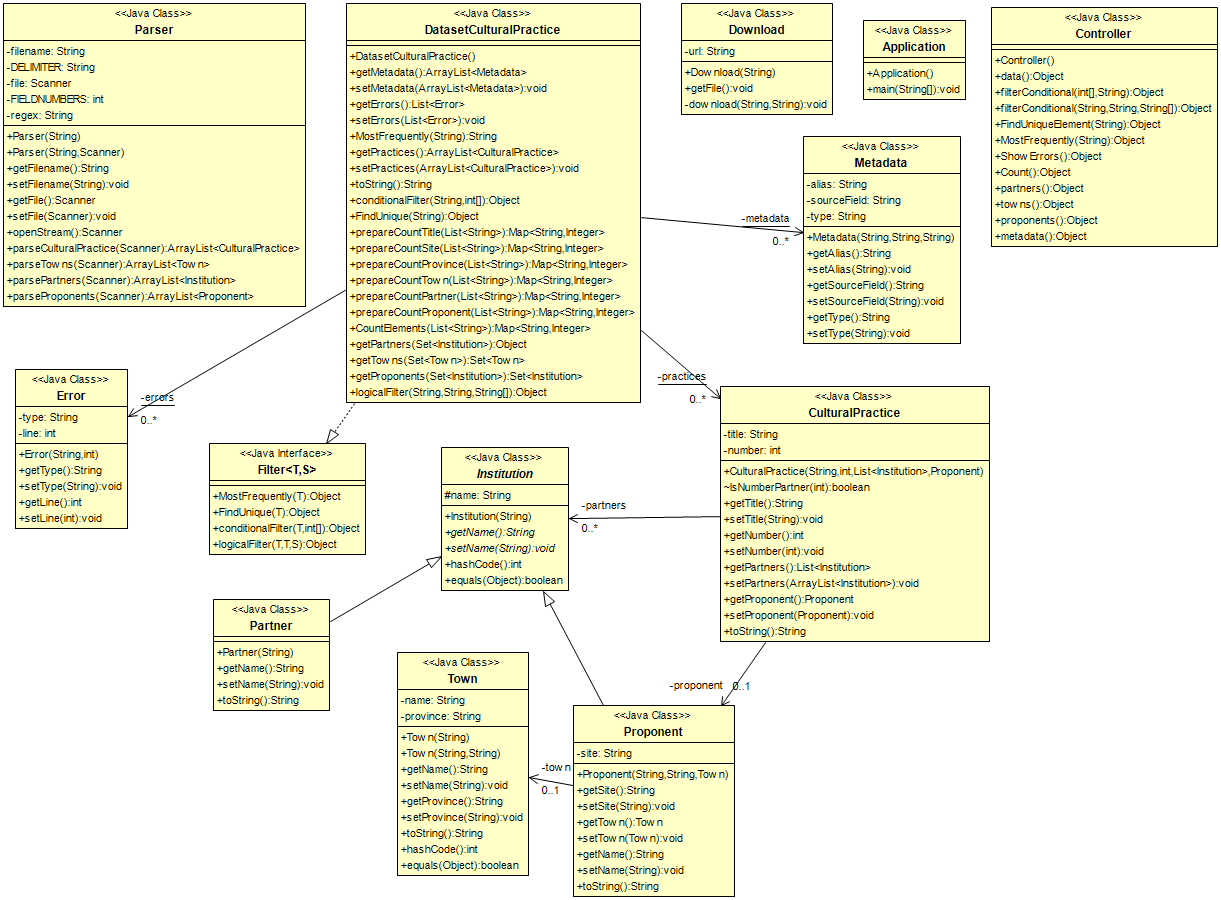 <<Java Class>>
Parser
-filename: String
-DELIMITER: String
-file: Scanner
-FIELDNUMBERS: int
-regex: String
+Parser(String)
+Parser(String,Scanner)
+getFilename():String
+setFilename(String):void
+getFile():Scanner
+setFile(Scanner):void
+openStream():Scanner
+parseCulturalPractice(Scanner):ArrayList<CulturalPractice>
+parseTowns(Scanner):ArrayList<Town>
+parsePartners(Scanner):ArrayList<Institution>
+parseProponents(Scanner):ArrayList<Proponent>
<<Java Class>>
DatasetCulturalPractice
+DatasetCulturalPractice()
+getMetadata():ArrayList<Metadata>
+setMetadata(ArrayList<Metadata>):void
+getErrors():List<Error>
+setErrors(List<Error>):void
+MostFrequently(String):String
+getPractices():ArrayList<CulturalPractice>
+setPractices(ArrayList<CulturalPractice>):void
+toString():String
+conditionalFilter(String,int[]):Object
+FindUnique(String):Object
+prepareCountTitle(List<String>):Map<String,Integer>
+prepareCountSite(List<String>):Map<String,Integer>
+prepareCountProvince(List<String>):Map<String,Integer>
+prepareCountTown(List<String>):Map<String,Integer>
+prepareCountPartner(List<String>):Map<String,Integer>
+prepareCountProponent(List<String>):Map<String,Integer>
+CountElements(List<String>):Map<String,Integer>
+getPartners(Set<Institution>):Object
+getTowns(Set<Town>):Set<Town>
+getProponents(Set<Institution>):Set<Institution>
+logicalFilter(String,String,String[]):Object
<<Java Class>>
Download
-url: String
+Download(String)
+getFile():void
-download(String,String):void
<<Java Class>>
Application
+Application()
+main(String[]):void
<<Java Class>>
Controller
+Controller()
+data():Object
+filterConditional(int[],String):Object
+filterConditional(String,String,String[]):Object
+FindUniqueElement(String):Object
+MostFrequently(String):Object
+ShowErrors():Object
+Count():Object
+partners():Object
+towns():Object
+proponents():Object
+metadata():Object
<<Java Class>>
Metadata
-alias: String
-sourceField: String
-type: String
+Metadata(String,String,String)
+getAlias():String
+setAlias(String):void
+getSourceField():String
+setSourceField(String):void
+getType():String
+setType(String):void
-metadata
0..*
-practices
0..*
-errors
0..*
<<Java Class>>
Error
-type: String
-line: int
+Error(String,int)
+getType():String
+setType(String):void
+getLine():int
+setLine(int):void
<<Java Interface>>
Filter<T,S>
+MostFrequently(T):Object
+FindUnique(T):Object
+conditionalFilter(T,int[]):Object
+logicalFilter(T,T,S):Object
<<Java Class>>
Institution
#name: String
+Institution(String)
+getName():String
+setName(String):void
+hashCode():int
+equals(Object):boolean
-partners
0..*
<<Java Class>>
CulturalPractice
-title: String
-number: int
+CulturalPractice(String,int,List<Institution>,Proponent)
~IsNumberPartner(int):boolean
+getTitle():String
+setTitle(String):void
+getNumber():int
+setNumber(int):void
+getPartners():List<Institution>
+setPartners(ArrayList<Institution>):void
+getProponent():Proponent
+setProponent(Proponent):void
+toString():String
<<Java Class>>
Partner
+Partner(String)
+getName():String
+setName(String):void
+toString():String
<<Java Class>>
Town
-name: String
-province: String
+Town(String)
+Town(String,String)
+getName():String
+setName(String):void
+getProvince():String
+setProvince(String):void
+toString():String
+hashCode():int
+equals(Object):boolean
-town
0..1
-proponent
0..1
<<Java Class>>
Proponent
-site: String
+Proponent(String,String,Town)
+getSite():String
+setSite(String):void
+getTown():Town
+setTown(Town):void
+getName():String
+setName(String):void
+toString():String